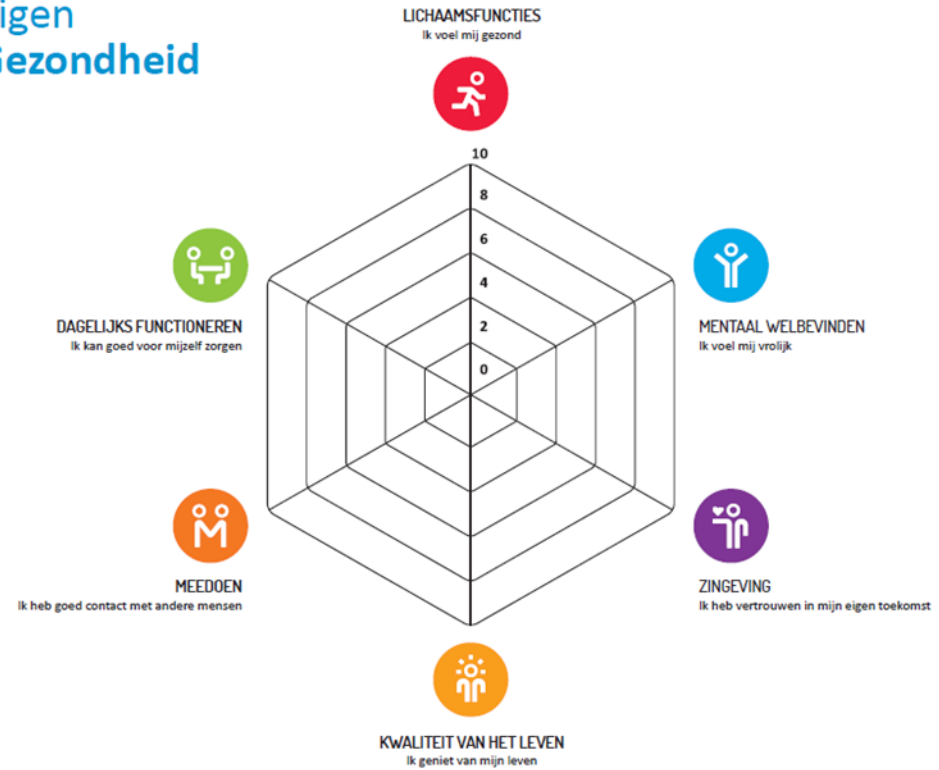 igen
Gezondheid
LICHAAMSFUNCTIES
Ik voel mij gezond
10
8
6
4
2
0
DAGELIJKS FUNCTIONEREN
Ik kan goed voor mijzelf zorgen
MENTAAL WELBEVINDEN
Ik voel mij vrolijk
MEEDOEN
Ik heb goed contact met andere mensen
ZINGEVING
Ik heb vertrouwen in mijn eigen toekomst
KWALITEIT VAN HET LEVEN
Ik geniet van mijn leven